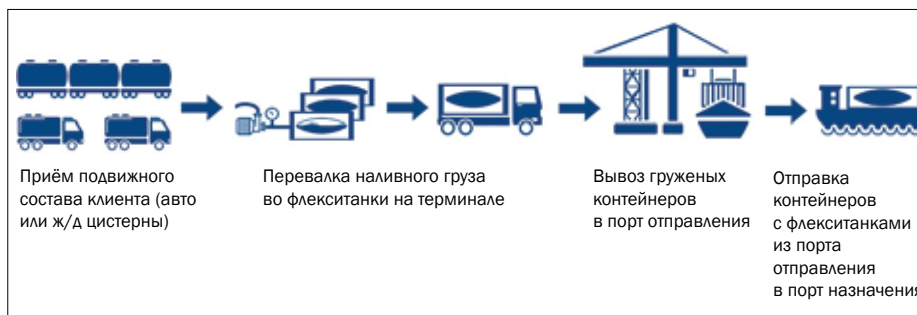 Приём подвижного
состава клиента (авто
или ж/д цистерны)
Перевалка наливного груза
во флекситанки на терминале
Вывоз груженых
контейнеров
в порт отправления
Отправка
контейнеров
с флекситанками
из порта
отправления
в порт назначения